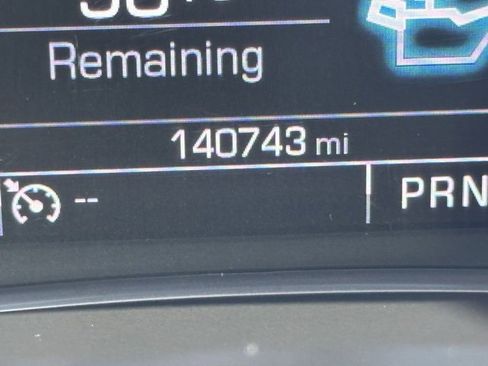 Remaining
140743 mi
--
PRN